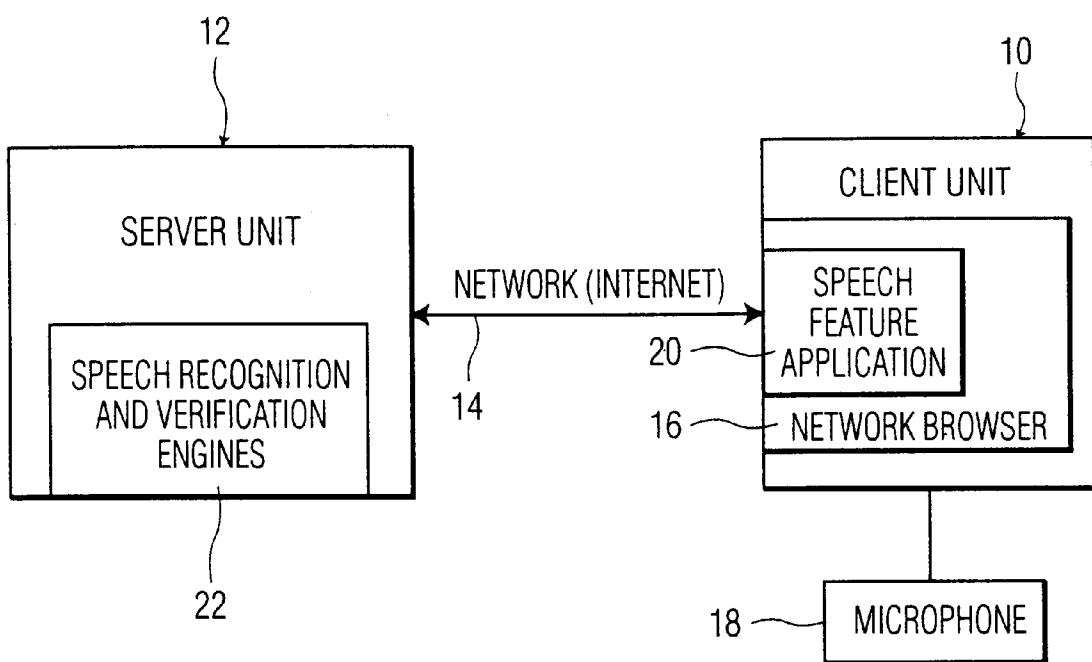 12
10
SERVER UNIT
CLIENT UNIT
NETWORK (INTERNET)
14
SPEECH
FEATURE
APPLICATION
20
16
NETWORK BROWSER
SPEECH RECOGNITION
AND VERIFICATION
ENGINES
22
18
MICROPHONE